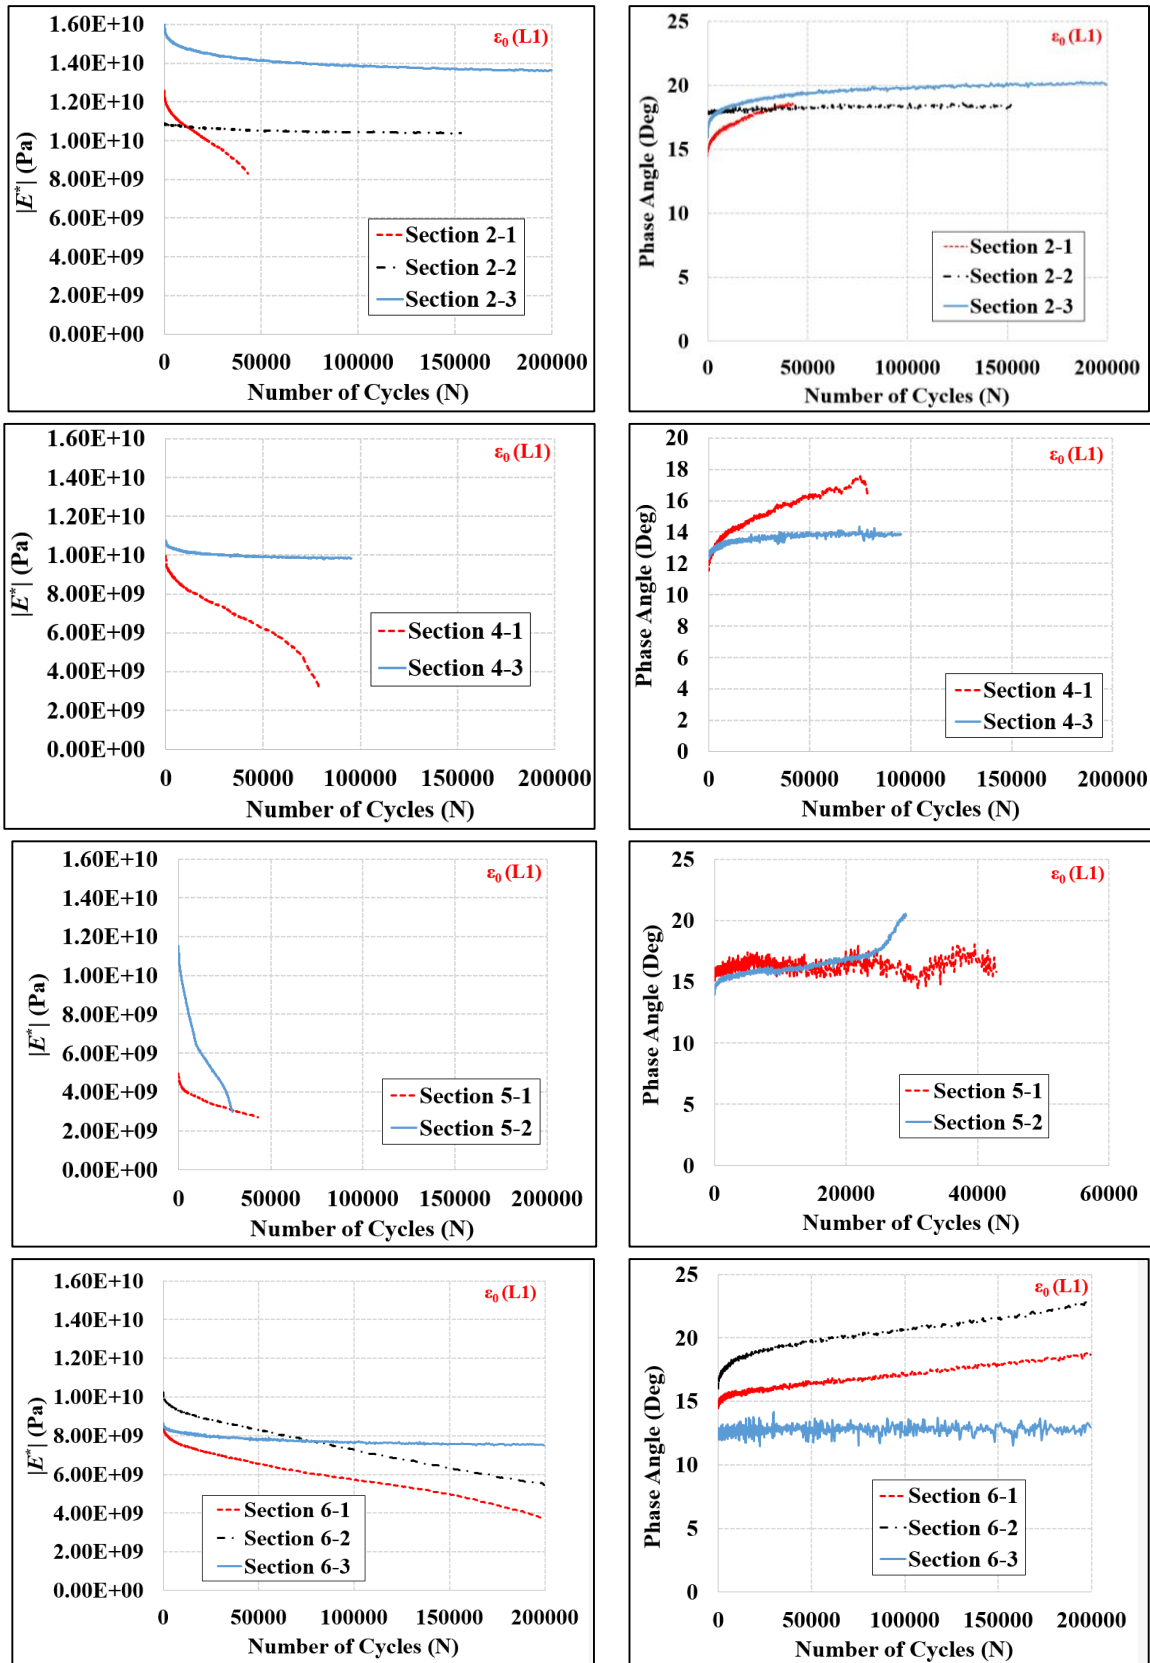 1.60E+10
1.40E+10
1.20E+10
1.00E+10
8.00E+09
6.00E+09
4.00E+09
2.00E+09
0.00E+00
|E*| (Pa)
ε0 (L1)
Section 2-1
Section 2-2
Section 2-3
0 50000 100000 150000 200000
Number of Cycles (N)
25
20
15
10
5
0
Phase Angle (Deg)
ε0 (L1)
Section 2-1
Section 2-2
Section 2-3
0 50000 100000 150000 200000
Number of Cycles (N)
1.60E+10
1.40E+10
1.20E+10
1.00E+10
8.00E+09
6.00E+09
4.00E+09
2.00E+09
0.00E+00
|E*| (Pa)
ε0 (L1)
Section 4-1
Section 4-3
0 50000 100000 150000 200000
Number of Cycles (N)
20
18
16
14
12
10
8
6
4
2
0
Phase Angle (Deg)
ε0 (L1)
Section 4-1
Section 4-3
0 50000 100000 150000 200000
Number of Cycles (N)
1.60E+10
1.40E+10
1.20E+10
1.00E+10
8.00E+09
6.00E+09
4.00E+09
2.00E+09
0.00E+00
|E*| (Pa)
ε0 (L1)
Section 5-1
Section 5-2
0 50000 100000 150000 200000
Number of Cycles (N)
25
20
15
10
5
0
Phase Angle (Deg)
ε0 (L1)
Section 5-1
Section 5-2
0 20000 40000 60000
Number of Cycles (N)
1.60E+10
1.40E+10
1.20E+10
1.00E+10
8.00E+09
6.00E+09
4.00E+09
2.00E+09
0.00E+00
|E*| (Pa)
ε0 (L1)
Section 6-1
Section 6-2
Section 6-3
0 50000 100000 150000 200000
Number of Cycles (N)
25
20
15
10
5
0
Phase Angle (Deg)
ε0 (L1)
Section 6-1
Section 6-2
Section 6-3
0 50000 100000 150000 200000
Number of Cycles (N)